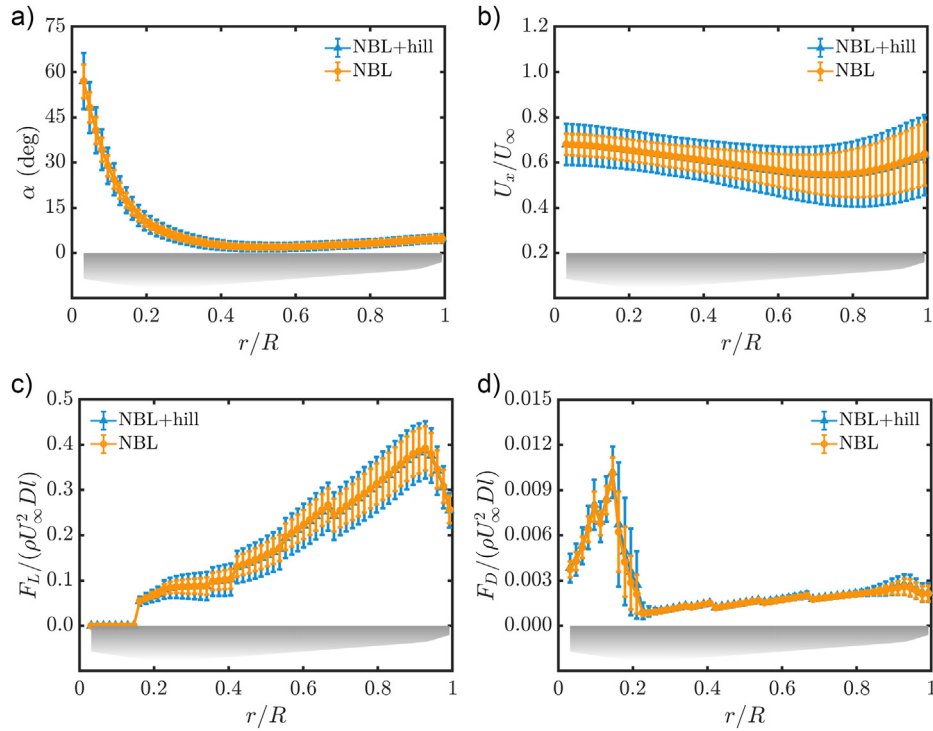 a)
75
60
45
30
15
0
α (deg)
NBL+hill
NBL
0 0.2 0.4 0.6 0.8 1
r/R
b)
1.2
1.0
0.8
0.6
0.4
0.2
U_x/U_∞
NBL+hill
NBL
0 0.2 0.4 0.6 0.8 1
r/R
c)
0.5
0.4
0.3
0.2
0.1
0.0
F_L/(ρU_∞^2 Dl)
NBL+hill
NBL
0 0.2 0.4 0.6 0.8 1
r/R
d)
0.015
0.012
0.009
0.006
0.003
0.000
F_D/(ρU_∞^2 Dl)
NBL+hill
NBL
0 0.2 0.4 0.6 0.8 1
r/R